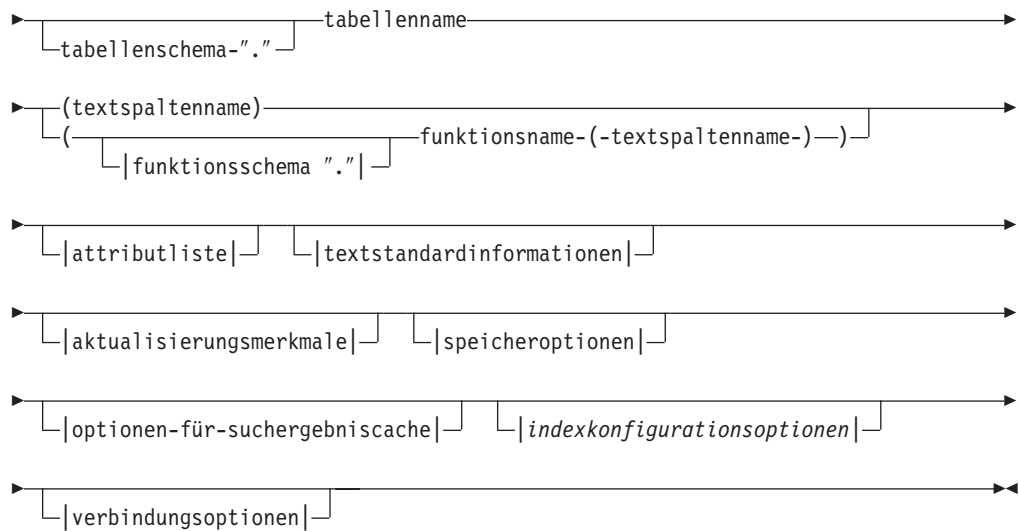 tabellenname
tabellenschema-"."
(textspaltenname)
( funktionsname-(-textspaltenname-) )
|funktionsschema "."|
|attributliste| |textstandardinformationen|
|aktualisierungsmerkmale| |speicheroptionen|
|optionen-für-suchergebniscache| |indexkonfigurationsoptionen|
|verbindungsoptionen|